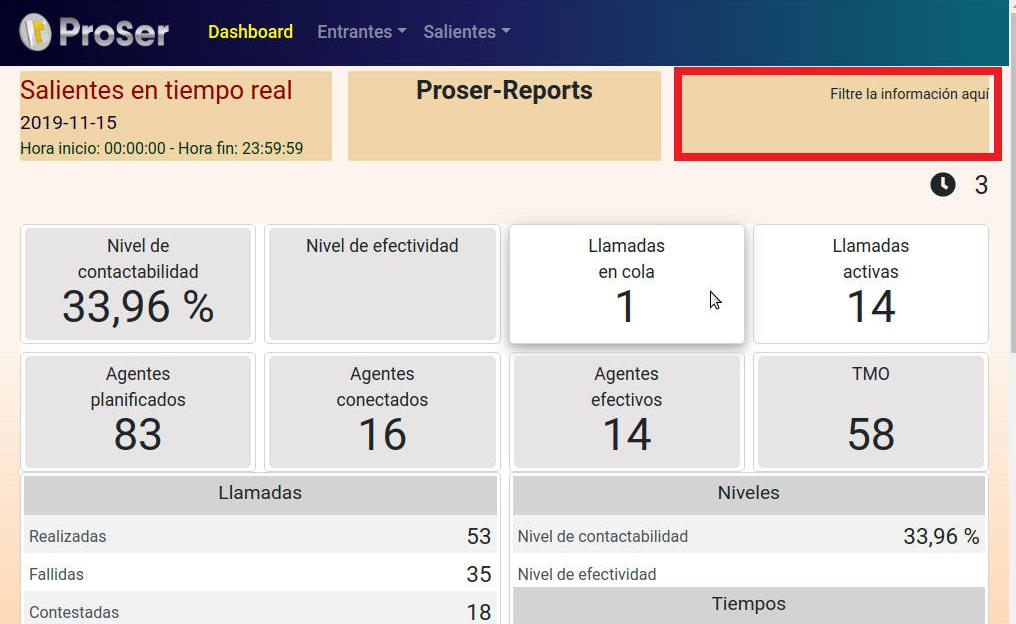 ProSer
Dashboard
Entrantes
Salientes
Salientes en tiempo real
2019-11-15
Hora inicio: 00:00:00 - Hora fin: 23:59:59
Proser-Reports
Filtre la información aquí
3
Nivel de
contactabilidad
33,96 %
Nivel de efectividad
Llamadas
en cola
1
Llamadas
activas
14
Agentes
planificados
83
Agentes
conectados
16
Agentes
efectivos
14
TMO
58
Llamadas
Realizadas 53
Fallidas 35
Contestadas 18
Niveles
Nivel de contactabilidad 33,96 %
Nivel de efectividad
Tiempos